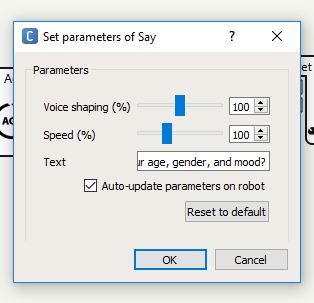 Set parameters of Say
Parameters
Voice shaping (%) 100
Speed (%) 100
Text age, gender, and mood?
Auto-update parameters on robot
Reset to default
OK Cancel